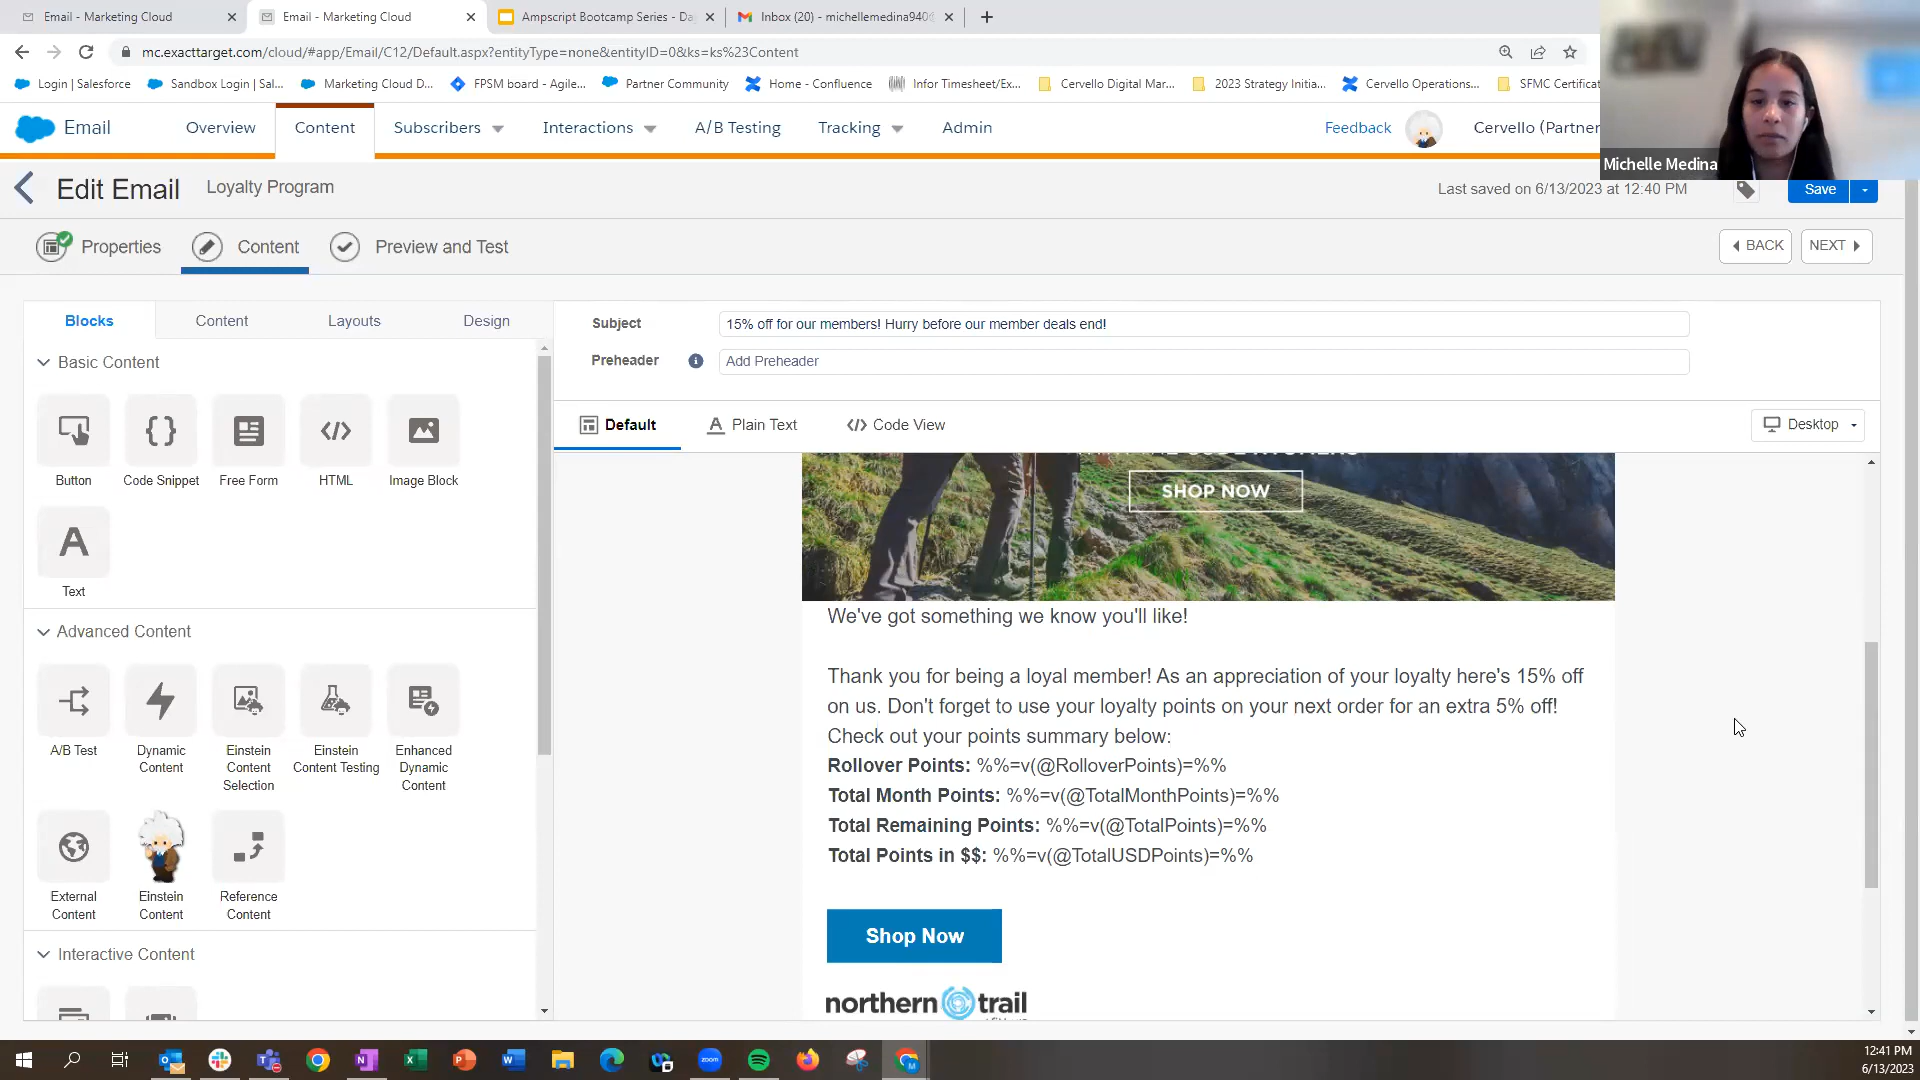 Email - Marketing Cloud
Email - Marketing Cloud
Ampscript Bootcamp Series - Da
Inbox (20) - michellemedina940
mc.exacttarget.com/cloud/#app/Email/C12/Default.aspx?entityType=none&entityID=0&ks=ks%23Content
Login | Salesforce
Sandbox Login | Sal...
Marketing Cloud D...
FPSM board - Agile...
Partner Community
Home - Confluence
Infor Timesheet/Ex...
Cervello Digital Mar...
2023 Strategy Initia...
Cervello Operations...
SFMC Certificat
Email
Overview
Content
Subscribers
Interactions
A/B Testing
Tracking
Admin
Feedback
Cervello (Partner
Michelle Medina
Edit Email
Loyalty Program
Last saved on 6/13/2023 at 12:40 PM
Save
Properties
Content
Preview and Test
BACK
NEXT
Blocks
Content
Layouts
Design
Subject
15% off for our members! Hurry before our member deals end!
Preheader
Add Preheader
Basic Content
Button
Code Snippet
Free Form
HTML
Image Block
Text
Default
Plain Text
Code View
Desktop
SHOP NOW
Advanced Content
A/B Test
Dynamic
Content
Einstein
Content
Selection
Einstein
Content Testing
Enhanced
Dynamic
Content
External
Content
Einstein
Content
Reference
Content
Interactive Content
We've got something we know you'll like!
Thank you for being a loyal member! As an appreciation of your loyalty here's 15% off
on us. Don't forget to use your loyalty points on your next order for an extra 5% off!
Check out your points summary below:
Rollover Points: %%=v(@RolloverPoints)=%%
Total Month Points: %%=v(@TotalMonthPoints)=%%
Total Remaining Points: %%=v(@TotalPoints)=%%
Total Points in $$: %%=v(@TotalUSDPoints)=%%
Shop Now
northern trail
12:41 PM
6/13/2023